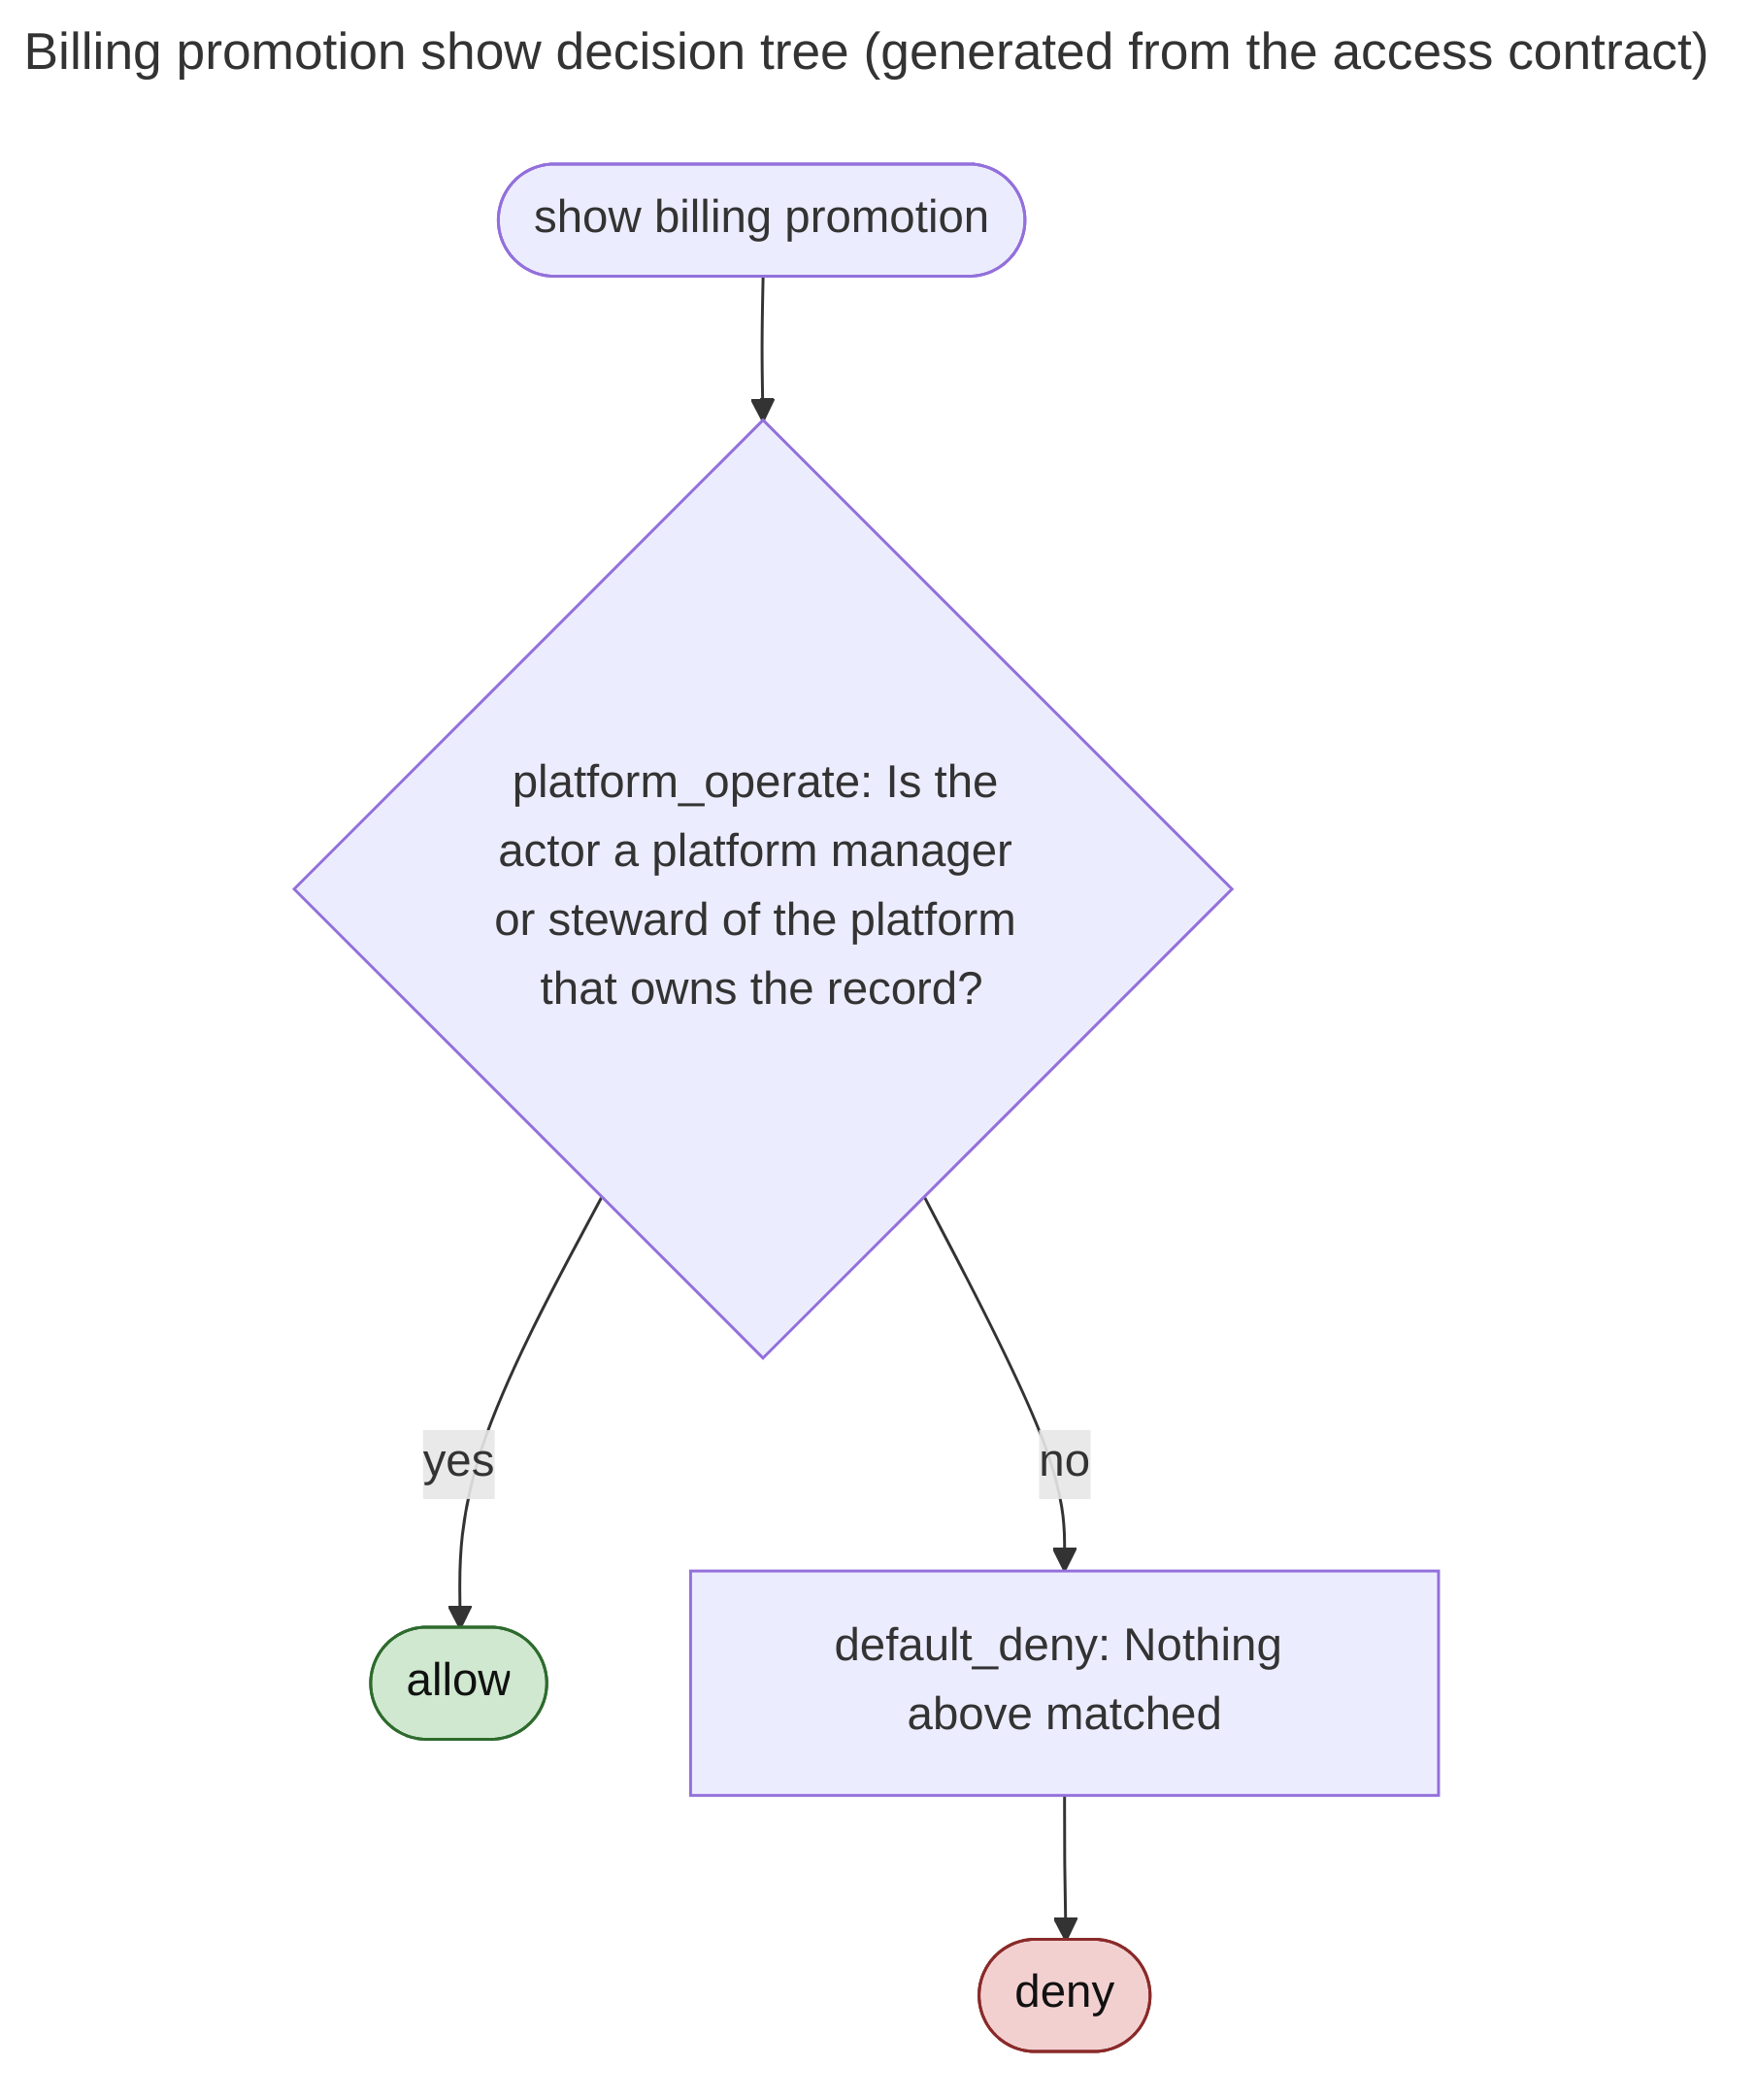 Billing promotion show decision tree (generated from the access contract)
show billing promotion
platform_operate: Is the
actor a platform manager
or steward of the platform
that owns the record?
yes
no
allow
default_deny: Nothing
above matched
deny